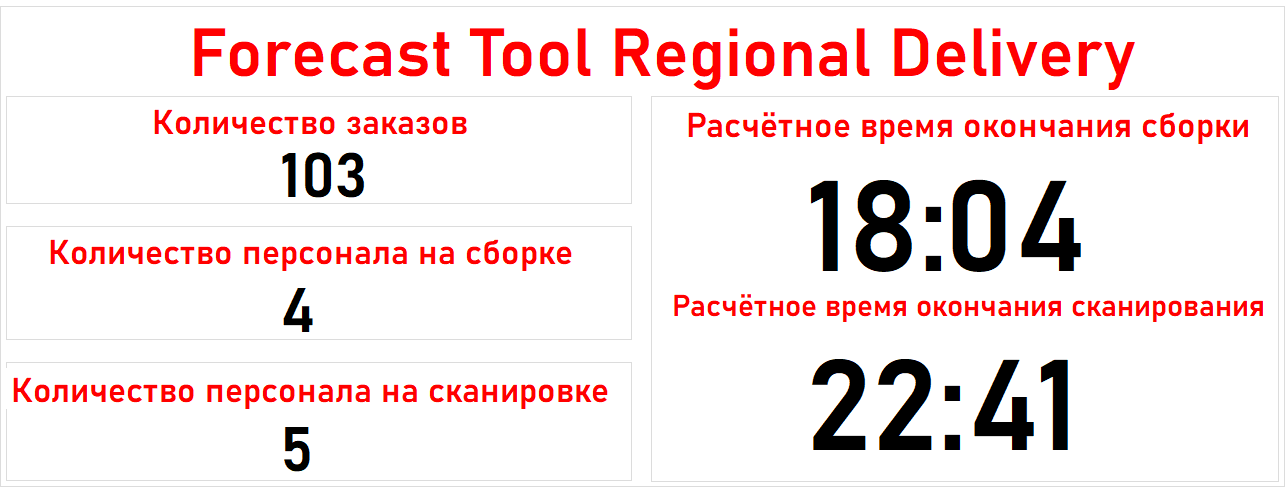 Forecast Tool Regional Delivery
Количество заказов
103
Количество персонала на сборке
4
Количество персонала на сканировке
5
Расчётное время окончания сборки
18:04
Расчётное время окончания сканирования
22:41